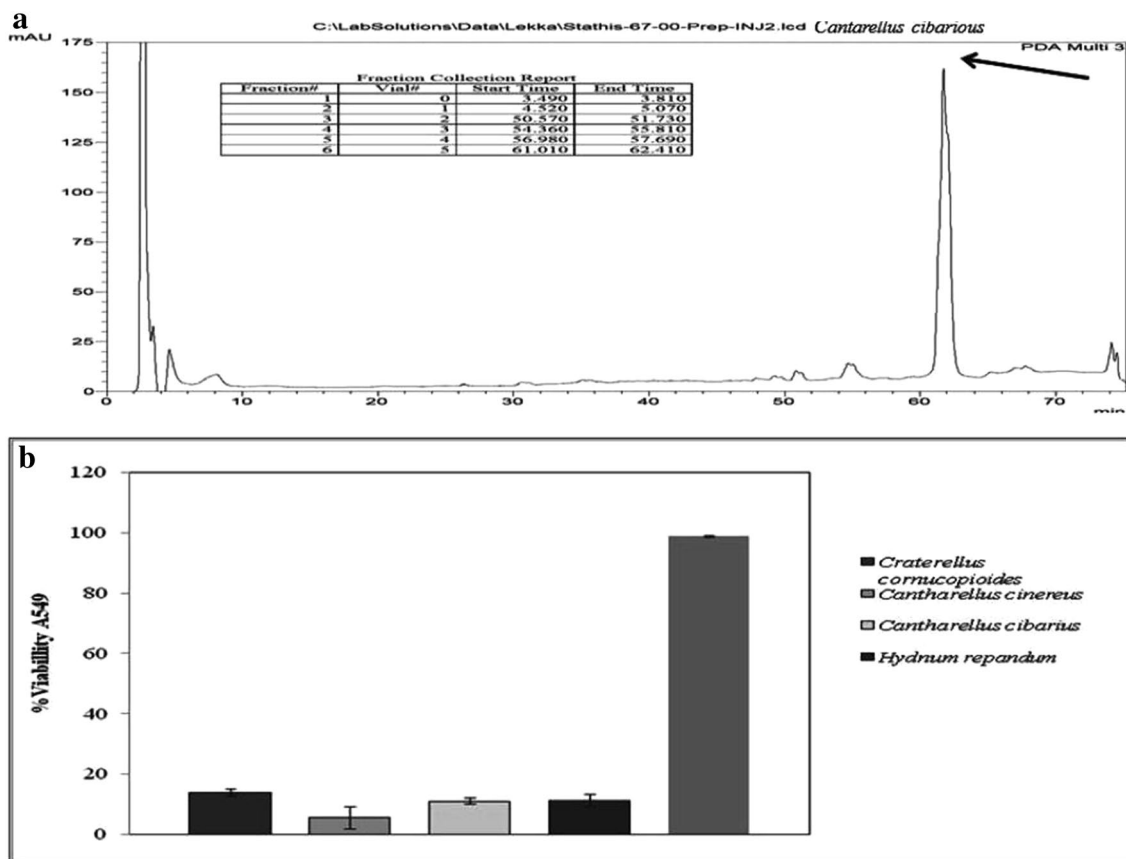 a
C:\LabSolutions\Data\Lekka\Stathis-67-00-Prep-INJ2.lcd Cantarellus cibarious
mAU
PDA Multi 3
175
150
125
100
75
50
25
0
Fraction Collection Report
Fraction# Vial# Start Time End Time
1 0 3.490 3.810
2 1 4.520 5.070
3 2 50.570 51.730
4 3 54.360 55.810
5 4 56.980 57.690
6 5 61.010 62.410
0 10 20 30 40 50 60 70
min
b
%Viabillity A549
120
100
80
60
40
20
0
Craterellus
cornucopioides
Cantharellus cinereus
Cantharellus cibarius
Hydnum repandum